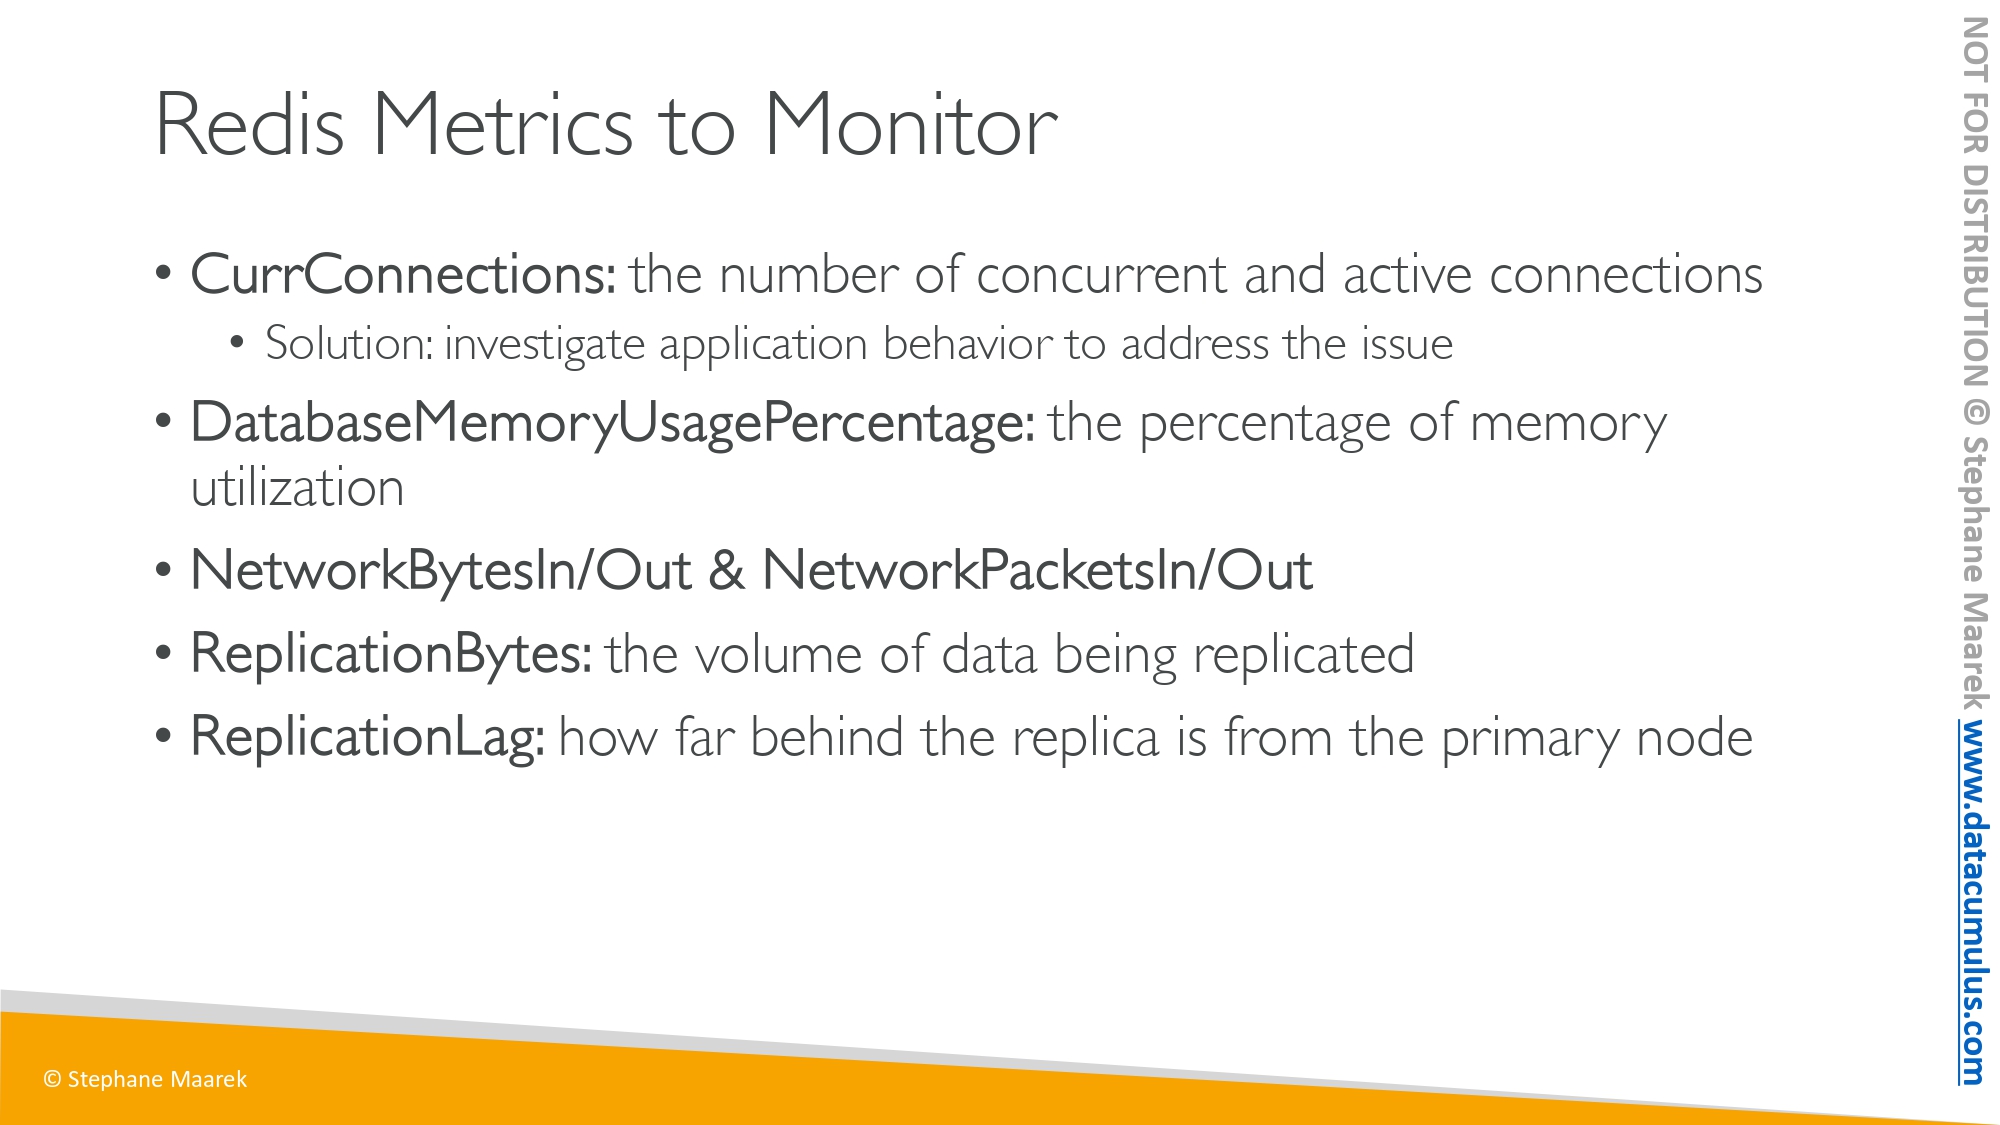 Redis Metrics to Monitor
• CurrConnections: the number of concurrent and active connections
• Solution: investigate application behavior to address the issue
• DatabaseMemoryUsagePercentage: the percentage of memory
utilization
• NetworkBytesIn/Out & NetworkPacketsIn/Out
• ReplicationBytes: the volume of data being replicated
• ReplicationLag: how far behind the replica is from the primary node
© Stephane Maarek
NOT FOR DISTRIBUTION © Stephane Maarek www.datacumulus.com